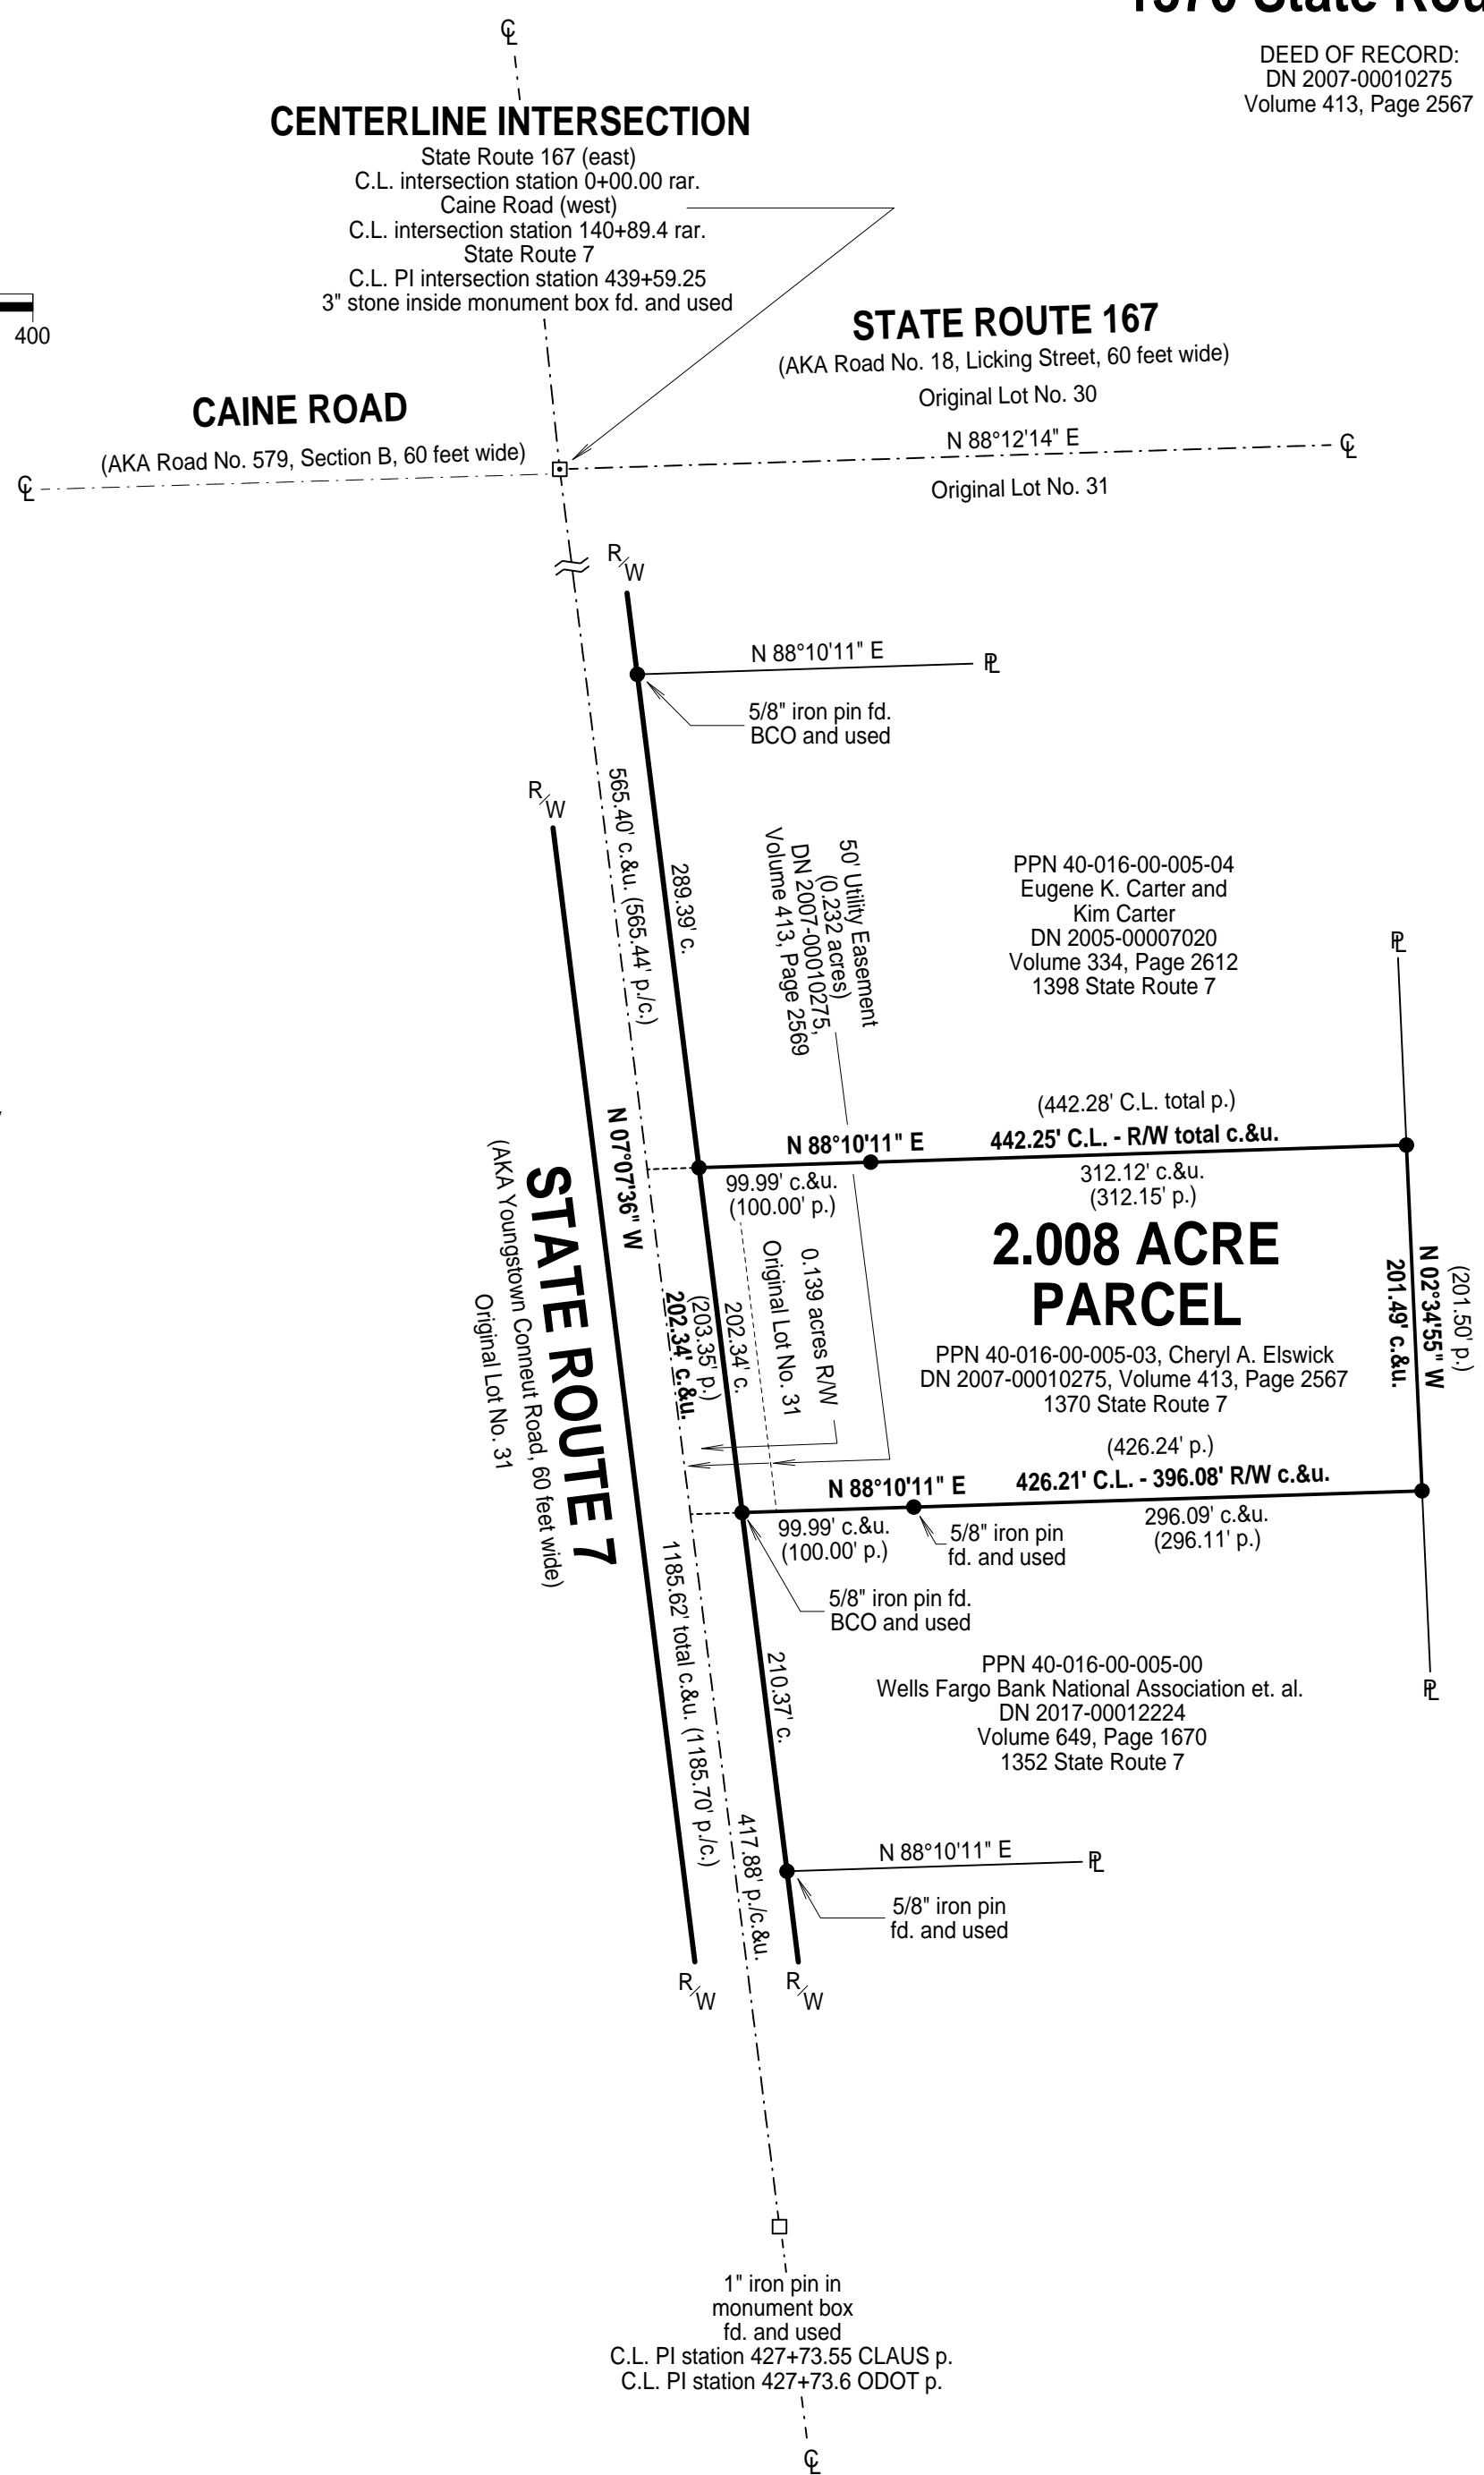 DEED OF RECORD:
DN 2007-00010275
Volume 413, Page 2567
℄
CENTERLINE INTERSECTION
State Route 167 (east)
C.L. intersection station 0+00.00 rar.
Caine Road (west)
C.L. intersection station 140+89.4 rar.
State Route 7
C.L. PI intersection station 439+59.25
3" stone inside monument box fd. and used
400
STATE ROUTE 167
(AKA Road No. 18, Licking Street, 60 feet wide)
Original Lot No. 30
N 88°12'14" E
℄
Original Lot No. 31
CAINE ROAD
(AKA Road No. 579, Section B, 60 feet wide)
℄
R/W
N 88°10'11" E
PL
5/8" iron pin fd.
BCO and used
R/W
565.40' c.&u. (565.44' p./c.)
289.39' c.
50' Utility Easement
(0.232 acres)
DN 2007-00010275,
Volume 413, Page 2569
PPN 40-016-00-005-04
Eugene K. Carter and
Kim Carter
DN 2005-00007020
Volume 334, Page 2612
1398 State Route 7
PL
(442.28' C.L. total p.)
N 88°10'11" E
442.25' C.L. - R/W total c.&u.
99.99' c.&u.
(100.00' p.)
312.12' c.&u.
(312.15' p.)
N 07°07'36" W
STATE ROUTE 7
(AKA Youngstown Conneut Road, 60 feet wide)
Original Lot No. 31
202.34' c.&u.
(203.35' p.)
202.34' c.
Original Lot No. 31
0.139 acres R/W
2.008 ACRE
PARCEL
PPN 40-016-00-005-03, Cheryl A. Elswick
DN 2007-00010275, Volume 413, Page 2567
1370 State Route 7
(201.50' p.)
N 02°34'55" W
201.49' c.&u.
(426.24' p.)
N 88°10'11" E
426.21' C.L. - 396.08' R/W c.&u.
99.99' c.&u.
(100.00' p.)
5/8" iron pin
fd. and used
296.09' c.&u.
(296.11' p.)
5/8" iron pin fd.
BCO and used
1185.62' total c.&u. (1185.70' p./c.)
210.37' c.
PPN 40-016-00-005-00
Wells Fargo Bank National Association et. al.
DN 2017-00012224
Volume 649, Page 1670
1352 State Route 7
PL
417.88' p./c.&u.
N 88°10'11" E
PL
5/8" iron pin
fd. and used
R/W
R/W
1" iron pin in
monument box
fd. and used
C.L. PI station 427+73.55 CLAUS p.
C.L. PI station 427+73.6 ODOT p.
℄